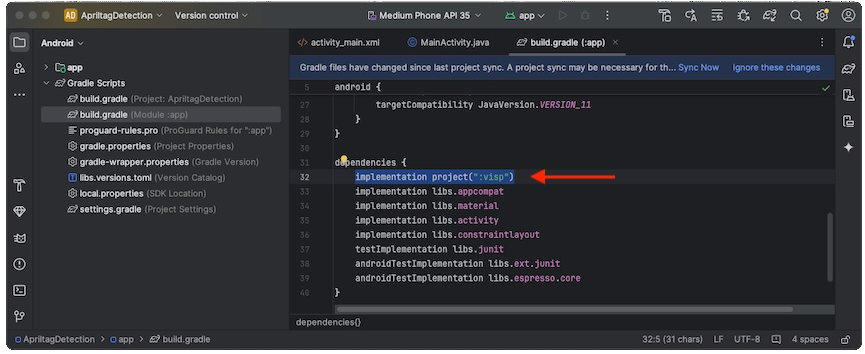 AD AprilagDetection Version control Medium Phone API 35 app
Android
activity_main.xml MainActivity.java build.gradle (:app)
Gradle files have changed since last project sync. A project sync may be necessary for th... Sync Now Ignore these changes
app
Gradle Scripts
build.gradle (Project: AprilagDetection)
build.gradle (Module :app)
proguard-rules.pro (ProGuard Rules for ":app")
gradle.properties (Project Properties)
gradle-wrapper.properties (Gradle Version)
libs.versions.toml (Version Catalog)
local.properties (SDK Location)
settings.gradle (Project Settings)
5 android {
27 targetCompatibility JavaVersion.VERSION_11
28 }
29 }
30
31 dependencies {
32 implementation project(":visp")
33 implementation libs.appcompat
34 implementation libs.material
35 implementation libs.activity
36 implementation libs.constraintlayout
37 testImplementation libs.junit
38 androidTestImplementation libs.ext.junit
39 androidTestImplementation libs.espresso.core
40 }
dependencies{}
AprilagDetection > app > build.gradle 32:5 (31 chars) LF UTF-8 4 spaces